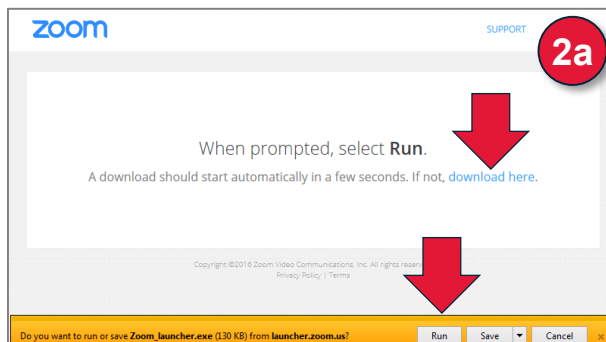 zoom
SUPPORT
2a
When prompted, select Run.
A download should start automatically in a few seconds. If not, download here.
Copyright ©2016 Zoom Video Communications, Inc. All rights
Privacy Policy | Terms
Do you want to run or save Zoom_launcher.exe (130 KB) from launcher.zoom.us?
Run
Save
Cancel